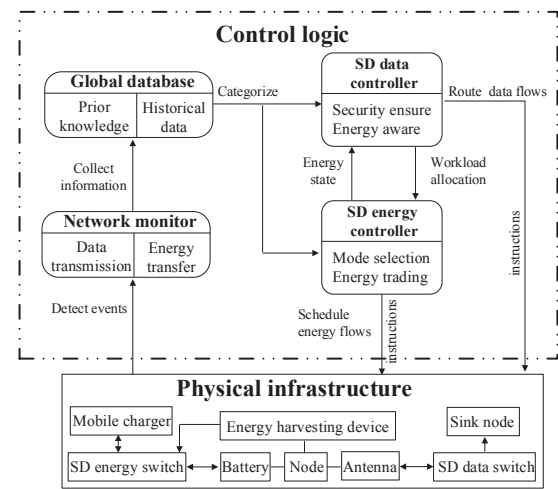 Control logic
Global database
Prior knowledge
Historical data
Categorize
SD data controller
Security ensure
Energy aware
Route data flows
Collect information
Energy state
Workload allocation
Network monitor
Data transmission
Energy transfer
SD energy controller
Mode selection
Energy trading
instructions
Detect events
Schedule energy flows
instructions
Physical infrastructure
Mobile charger
Energy harvesting device
Sink node
SD energy switch
Battery
Node
Antenna
SD data switch